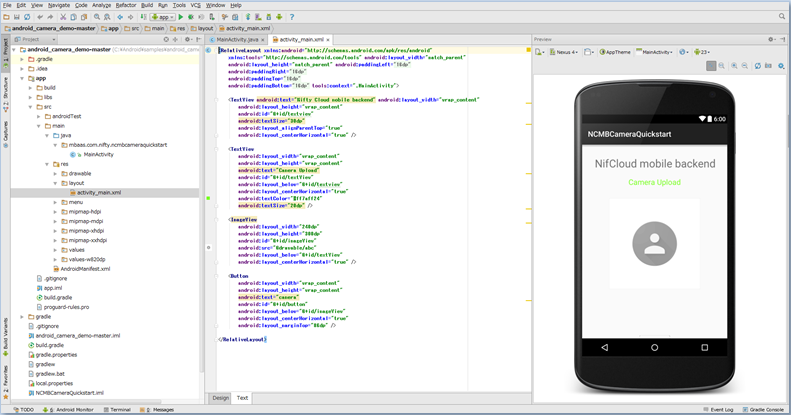 File Edit View Navigate Code Analyze Refactor Build Run Tools VCS Window Help
app
android_camera_demo-master app src main res layout activity_main.xml
Project
MainActivity.java
activity_main.xml
Preview
android_camera_demo-master
.gradle
.idea
app
build
libs
src
androidTest
main
java
mbaas.com.nifty.ncmbcameraquickstart
MainActivity
res
drawable
layout
activity_main.xml
menu
mipmap-hdpi
mipmap-mdpi
mipmap-xhdpi
mipmap-xxhdpi
values
values-w820dp
AndroidManifest.xml
.gitignore
app.iml
build.gradle
proguard-rules.pro
gradle
.gitignore
android_camera_demo-master.iml
build.gradle
gradle.properties
gradlew
gradlew.bat
local.properties
NCMBCameraQuickstart.iml
1: Project
Structure
Captures
Build Variants
2: Favorites
<RelativeLayout xmlns:android="http://schemas.android.com/apk/res/android"
xmlns:tools="http://schemas.android.com/tools" android:layout_width="match_parent"
android:layout_height="match_parent" android:paddingLeft="16dp"
android:paddingRight="16dp"
android:paddingTop="16dp"
android:paddingBottom="16dp" tools:context=".MainActivity">
<TextView android:text="Nifty Cloud mobile backend" android:layout_width="wrap_content"
android:layout_height="wrap_content"
android:id="@+id/testview"
android:textSize="30dp"
android:layout_alignParentTop="true"
android:layout_centerHorizontal="true" />
<TextView
android:layout_width="wrap_content"
android:layout_height="wrap_content"
android:text="Camera Upload"
android:id="@+id/textView"
android:layout_below="@+id/testview"
android:layout_centerHorizontal="true"
android:textColor="#ff7aff24"
android:textSize="20dp" />
<ImageView
android:layout_width="240dp"
android:layout_height="300dp"
android:id="@+id/imageView"
android:src="@drawable/abc"
android:layout_below="@+id/textView"
android:layout_centerHorizontal="true" />
<Button
android:layout_width="wrap_content"
android:layout_height="wrap_content"
android:text="camera"
android:id="@+id/button"
android:layout_below="@+id/imageView"
android:layout_centerHorizontal="true"
android:layout_marginTop="86dp" />
</RelativeLayout>
Design Text
Nexus 4 AppTheme MainActivity 23
6:00
NCMBCameraQuickstart
NifCloud mobile backend
Camera Upload
TODO 6: Android Monitor Terminal 0: Messages Event Log Gradle Console